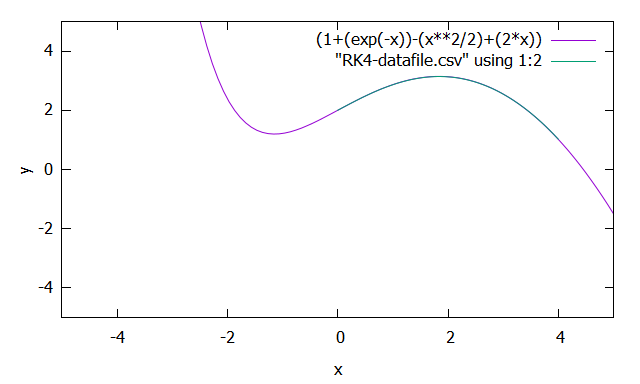 (1+(exp(-x))-(x**2/2)+(2*x))
"RK4-datafile.csv" using 1:2
4
2
0
-2
-4
y
-4 -2 0 2 4
x